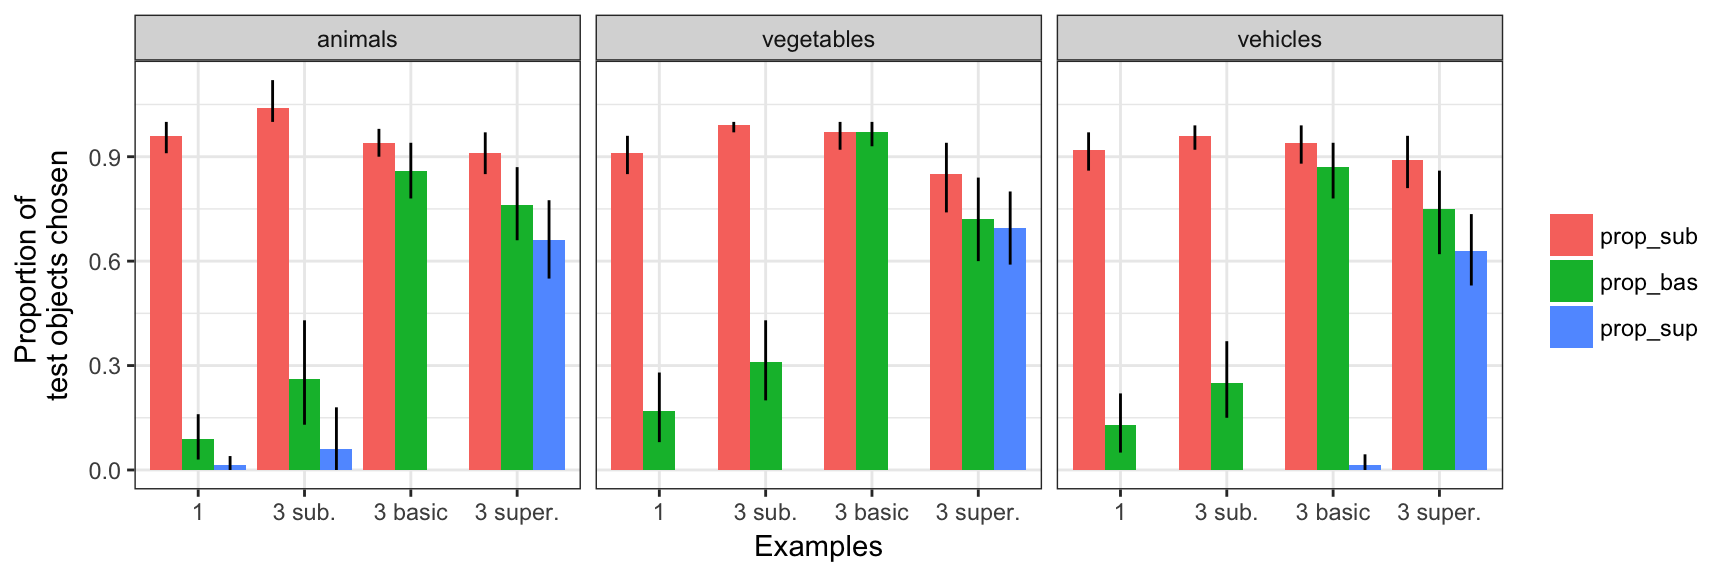 animals
vegetables
vehicles
Proportion of
test objects chosen
0.9
0.6
0.3
0.0
1
3 sub.
3 basic
3 super.
1
3 sub.
3 basic
3 super.
1
3 sub.
3 basic
3 super.
Examples
prop_sub
prop_bas
prop_sup